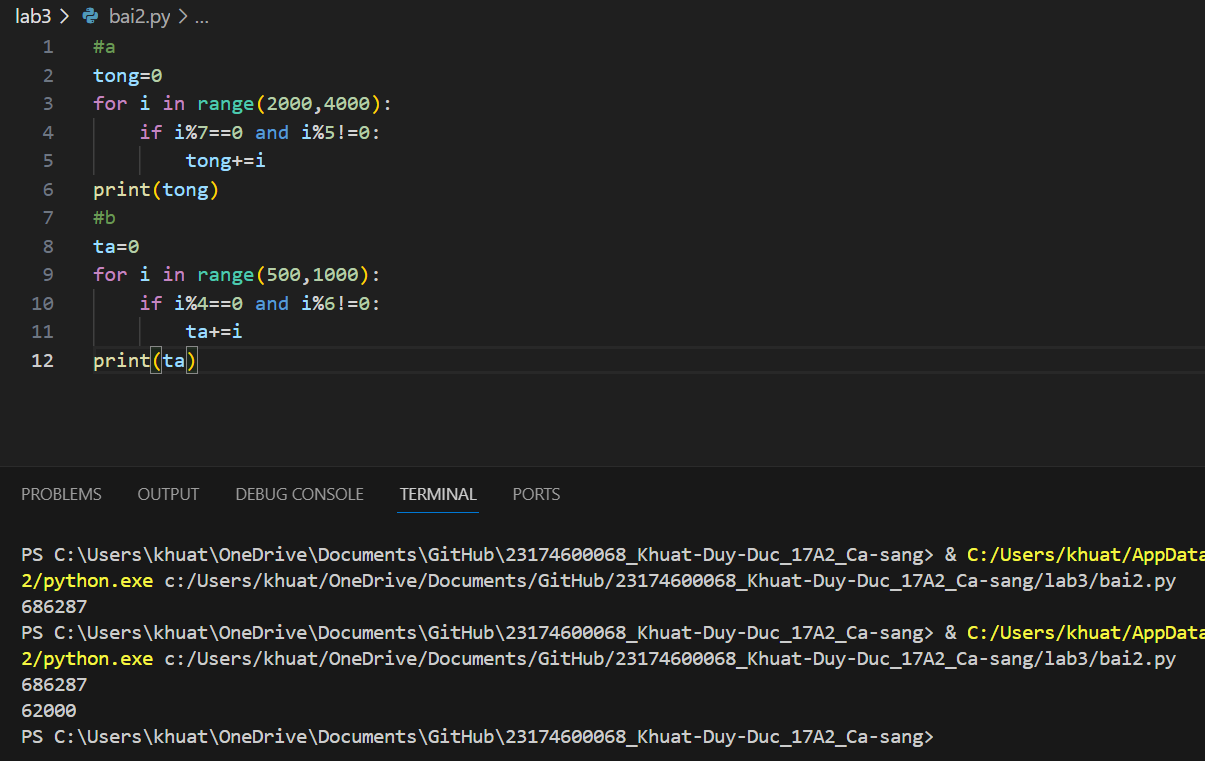 lab3 > bai2.py > ...
1 #a
2 tong=0
3 for i in range(2000,4000):
4     if i%7==0 and i%5!=0:
5         tong+=i
6 print(tong)
7 #b
8 ta=0
9 for i in range(500,1000):
10     if i%4==0 and i%6!=0:
11         ta+=i
12 print(ta)
PROBLEMS OUTPUT DEBUG CONSOLE TERMINAL PORTS
PS C:\Users\khuat\OneDrive\Documents\GitHub\23174600068_Khuat-Duy-Duc_17A2_Ca-sang> & C:/Users/khuat/AppData
2/python.exe c:/Users/khuat/OneDrive/Documents/GitHub/23174600068_Khuat-Duy-Duc_17A2_Ca-sang/lab3/bai2.py
686287
PS C:\Users\khuat\OneDrive\Documents\GitHub\23174600068_Khuat-Duy-Duc_17A2_Ca-sang> & C:/Users/khuat/AppData
2/python.exe c:/Users/khuat/OneDrive/Documents/GitHub/23174600068_Khuat-Duy-Duc_17A2_Ca-sang/lab3/bai2.py
686287
62000
PS C:\Users\khuat\OneDrive\Documents\GitHub\23174600068_Khuat-Duy-Duc_17A2_Ca-sang>